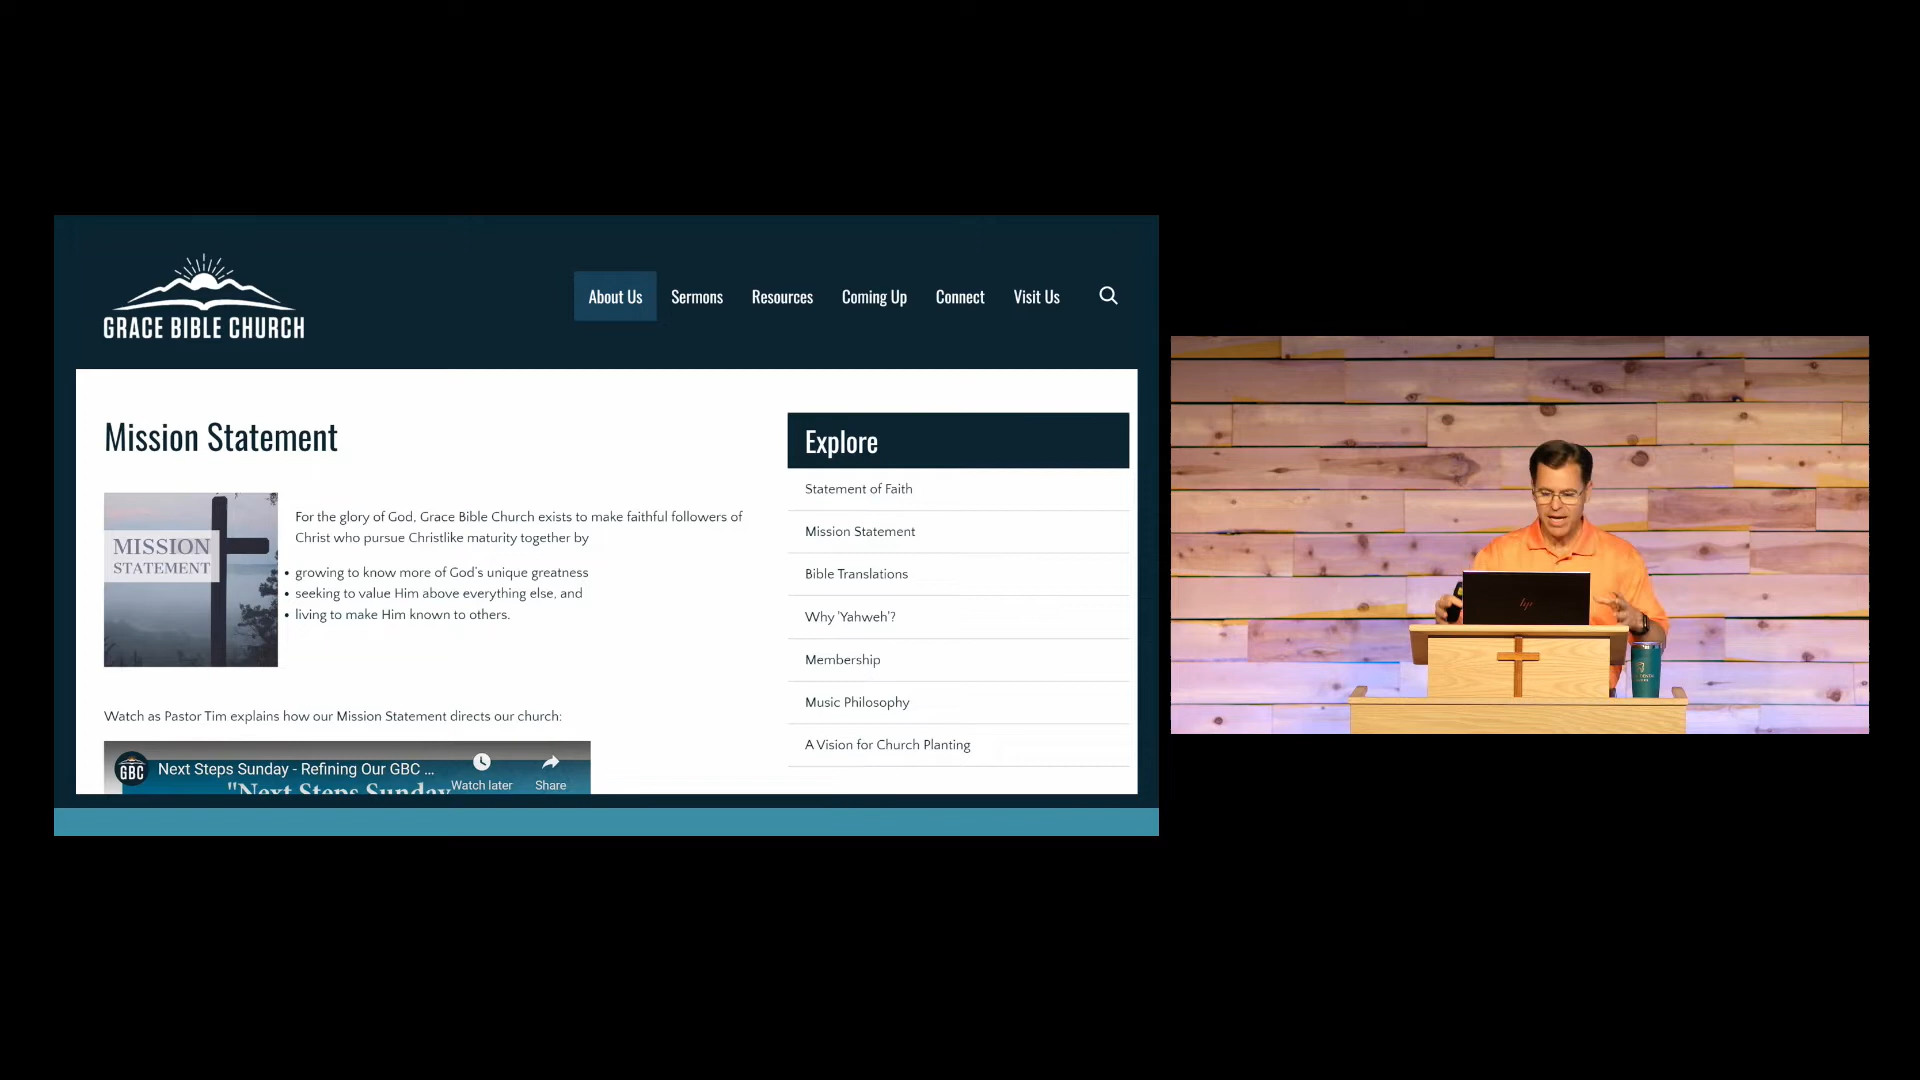 GRACE BIBLE CHURCH
About Us
Sermons
Resources
Coming Up
Connect
Visit Us
Mission Statement
MISSION
STATEMENT
For the glory of God, Grace Bible Church exists to make faithful followers of
Christ who pursue Christlike maturity together by
• growing to know more of God's unique greatness
• seeking to value Him above everything else, and
• living to make Him known to others.
Watch as Pastor Tim explains how our Mission Statement directs our church:
GBC
Next Steps Sunday - Refining Our GBC ...
Watch later
Share
"Next Steps Sunday
Explore
Statement of Faith
Mission Statement
Bible Translations
Why 'Yahweh'?
Membership
Music Philosophy
A Vision for Church Planting
hp